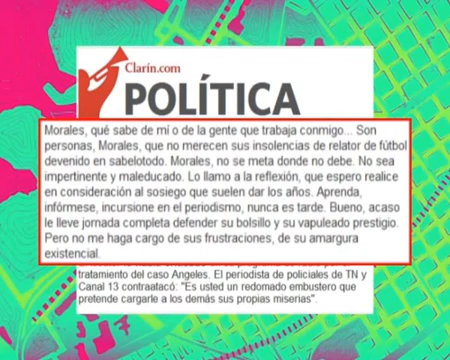 Clarín.com
POLÍTICA
Morales, qué sabe de mí o de la gente que trabaja conmigo... Son
personas, Morales, que no merecen sus insolencias de relator de fútbol
devenido en sabelotodo. Morales, no se meta donde no debe. No sea
impertinente y maleducado. Lo llamo a la reflexión, que espero realice
en consideración al sosiego que suelen dar los años. Aprenda,
infórmese, incursione en el periodismo, nunca es tarde. Bueno, acaso
le lleve jornada completa defender su bolsillo y su vapuleado prestigio.
Pero no me haga cargo de sus frustraciones, de su amargura
existencial.
tratamiento del caso Angeles. El periodista de policiales de TN y
Canal 13 contraatacó: "Es usted un redomado embustero que
pretende cargarle a los demás sus propias miserias".